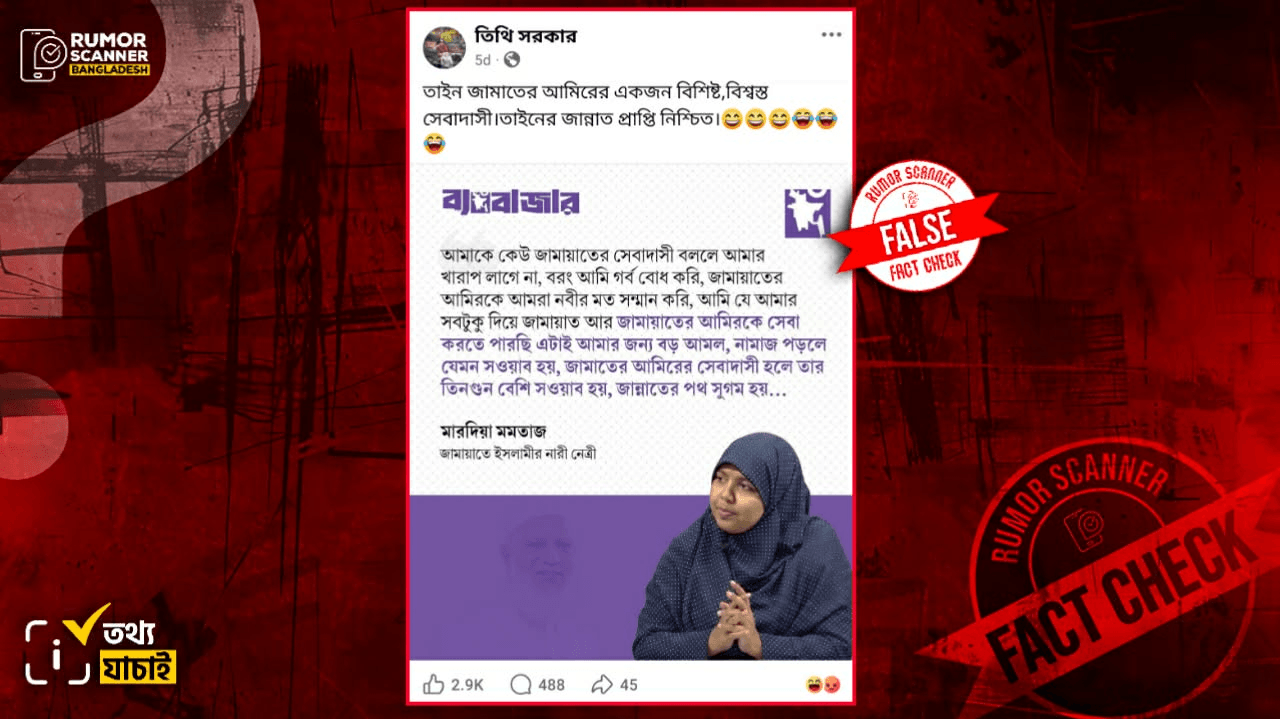 RUMOR
SCANNER
BANGLADESH
তিথি সরকার
5d
তাইন জামাতের আমিরের একজন বিশিষ্ট,বিশ্বস্ত
সেবাদাসী।তাইনের জান্নাত প্রাপ্তি নিশ্চিত।😄😄😄😂😂
😂
আমাকে কেউ জামায়াতের সেবাদাসী বললে আমার
খারাপ লাগে না, বরং আমি গর্ব বোধ করি, জামায়াতের
আমিরকে আমরা নবীর মত সম্মান করি, আমি যে আমার
সবটুকু দিয়ে জামায়াত আর জামায়াতের আমিরকে সেবা
করতে পারছি এটাই আমার জন্য বড় আমল, নামাজ পড়লে
যেমন সওয়াব হয়, জামাতের আমিরের সেবাদাসী হলে তার
তিনগুন বেশি সওয়াব হয়, জান্নাতের পথ সুগম হয়...
মারদিয়া মমতাজ
জামায়াতে ইসলামীর নারী নেত্রী
2.9K 488 45
RUMOR SCANNER
FALSE
FACT CHECK
RUMOR SCANNER
FACT CHECK
তথ্য
যাচাই